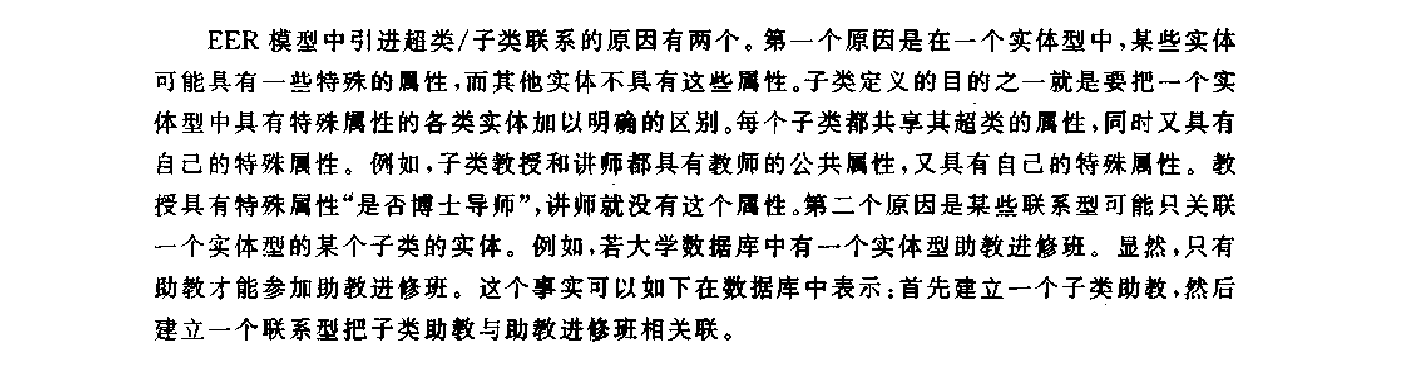 EER 模型中引进超类/子类联系的原因有两个。第一个原因是在一个实体型中,某些实体
可能具有一些特殊的属性,而其他实体不具有这些属性。子类定义的目的之一就是要把一个实
体型中具有特殊属性的各类实体加以明确的区别。每个子类都共享其超类的属性,同时又具有
自己的特殊属性。例如,子类教授和讲师都具有教师的公共属性,又具有自己的特殊属性。教
授具有特殊属性“是否博士导师”,讲师就没有这个属性。第二个原因是某些联系型可能只关联
一个实体型的某个子类的实体。例如,若大学数据库中有一个实体型助教进修班。显然,只有
助教才能参加助教进修班。这个事实可以如下在数据库中表示:首先建立一个子类助教,然后
建立一个联系型把子类助教与助教进修班相关联。